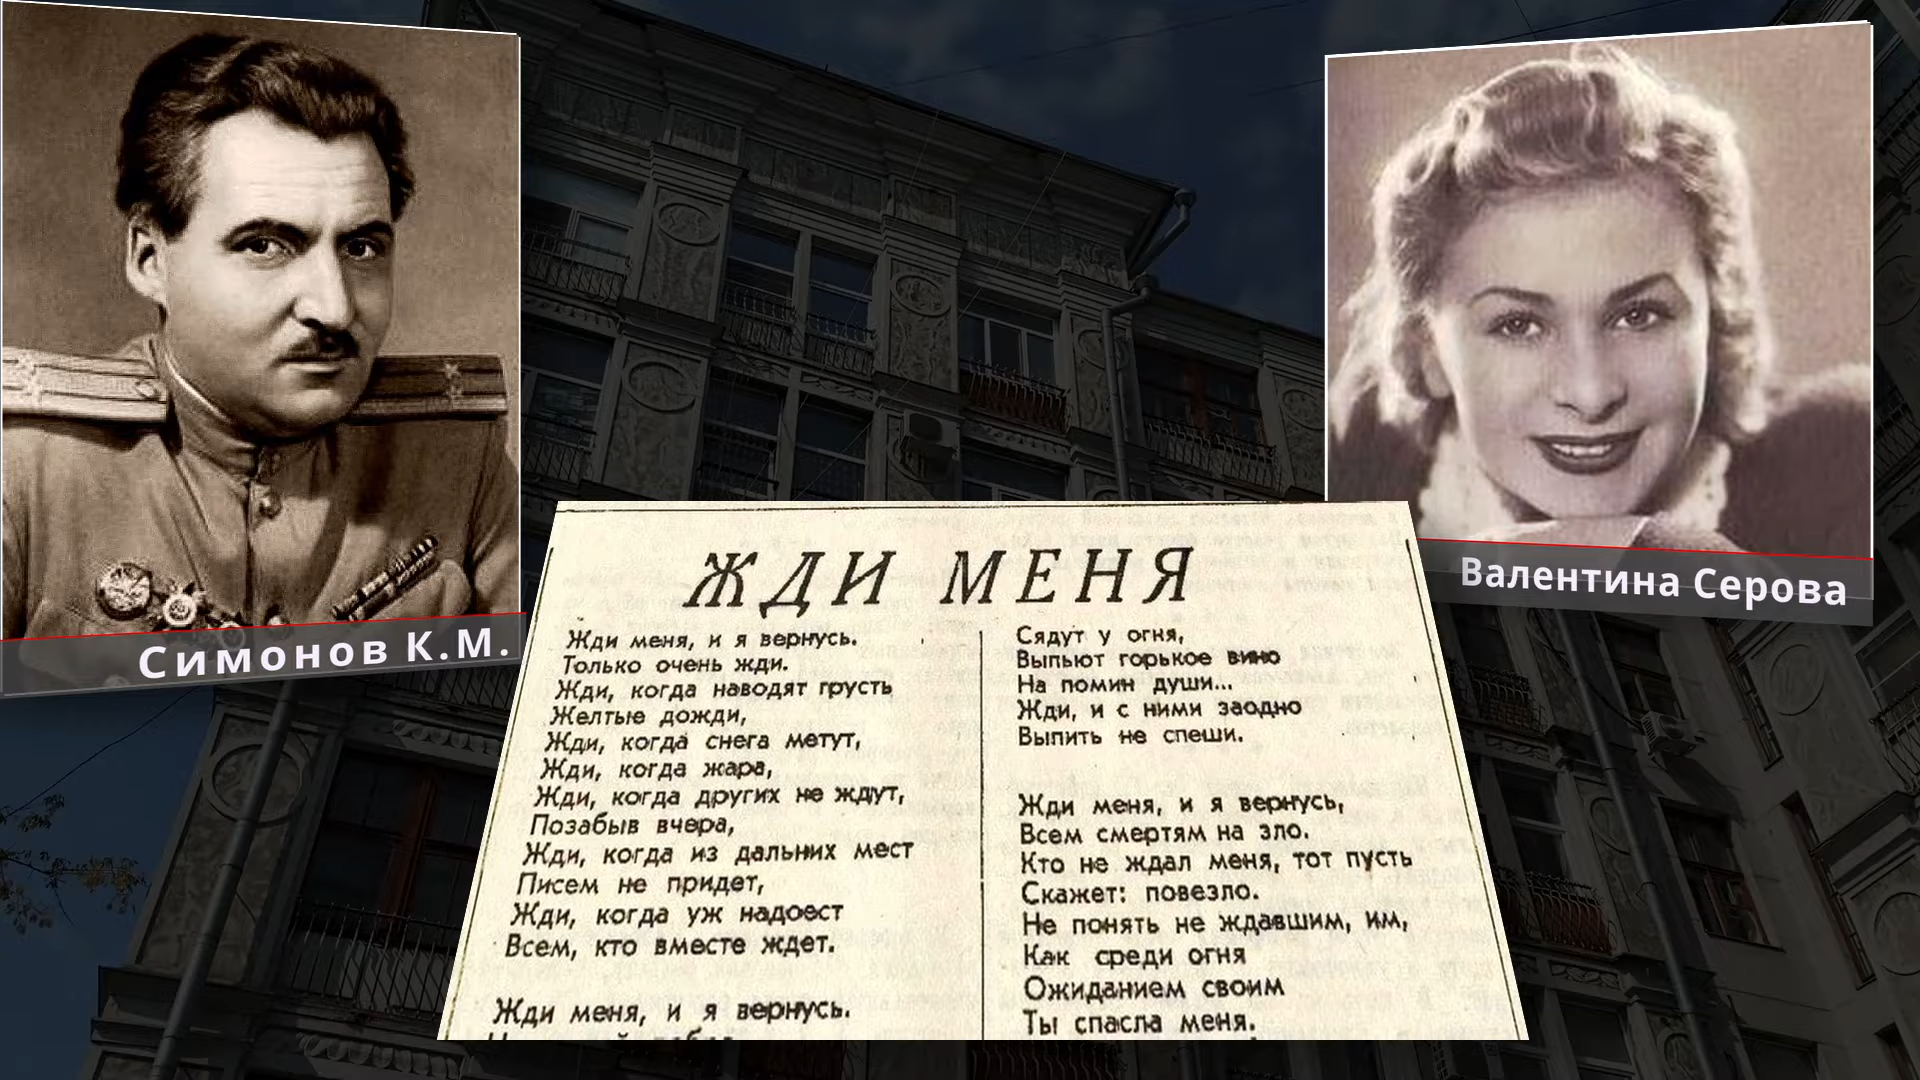 Симонов К.М.
Валентина Серова
ЖДИ МЕНЯ
Жди меня, и я вернусь.
Только очень жди.
Жди, когда наводят грусть
Желтые дожди,
Жди, когда снега метут,
Жди, когда жара,
Жди, когда других не ждут,
Позабыв вчера,
Жди, когда из дальних мест
Писем не придет,
Жди, когда уж надоест
Всем, кто вместе ждет.
Жди меня, и я вернусь.
Сядут у огня,
Выпьют горькое вино
На помин души...
Жди, и с ними заодно
Выпить не спеши.
Жди меня, и я вернусь,
Всем смертям на зло.
Кто не ждал меня, тот пусть
Скажет: повезло.
Не понять не ждавшим, им,
Как среди огня
Ожиданием своим
Ты спасла меня.